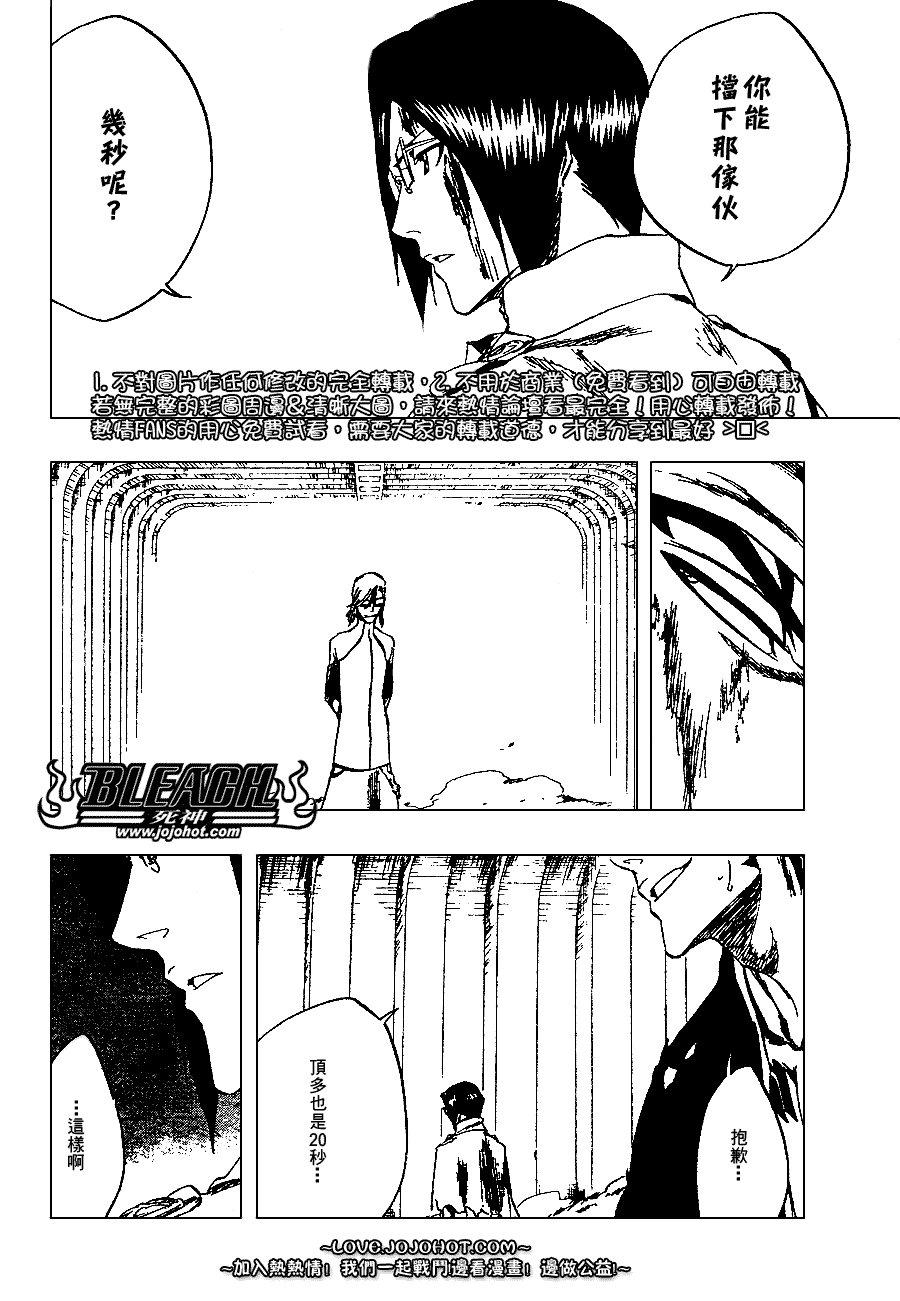 你能
擋下那傢伙
幾秒呢？
1. 不對圖片作任何修改的完全轉載，2. 不用於商業（免費看到）可自由轉載
若無完整的彩圖周漫&清晰大圖，請來熱情論壇看最完全！用心轉載發佈！
熱情FANS的用心免費試看，需要大家的轉載道德，才能分享到最好 >□<
BLEACH
死神
www.jojohot.com
抱歉…
頂多也是20秒…
…這樣啊
~LOVE.JOJOHOT.COM~
~加入熱熱情！我們一起戰鬥邊看漫畫！邊做公益!~